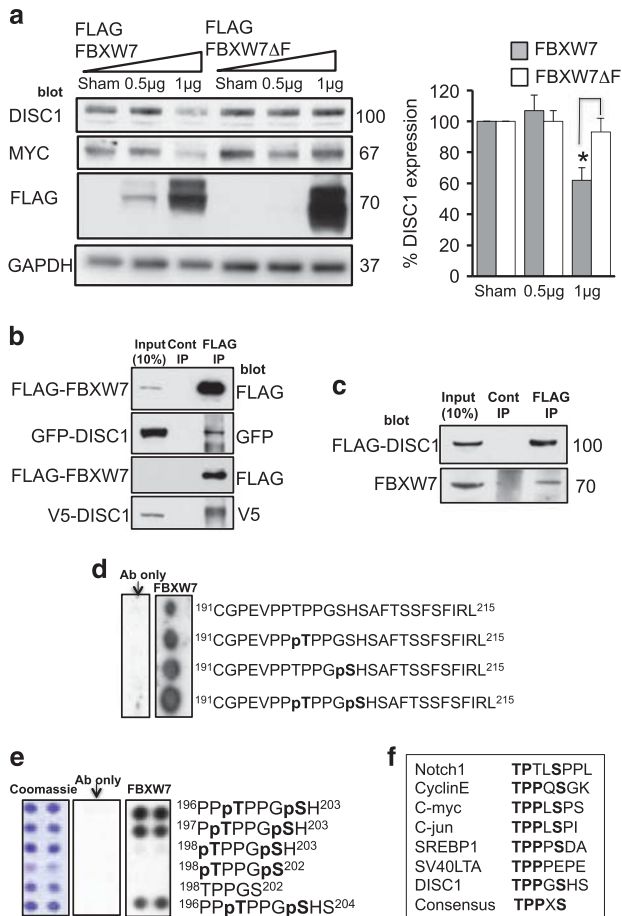 a
FLAG FBXW7
FLAG FBXW7ΔF
blot
Sham 0.5µg 1µg Sham 0.5µg 1µg
DISC1 100
MYC 67
FLAG 70
GAPDH 37
FBXW7
FBXW7ΔF
% DISC1 expression
120
100
80
60
40
20
0
*
Sham 0.5µg 1µg
b
Input (10%) Cont IP FLAG IP
blot
FLAG-FBXW7 FLAG
GFP-DISC1 GFP
FLAG-FBXW7 FLAG
V5-DISC1 V5
c
blot
Input (10%) Cont IP FLAG IP
FLAG-DISC1 100
FBXW7 70
d
Ab only FBXW7
191CGPEVPPTPPGSHSAFTSSFSFIRL215
191CGPEVPPpTPPGSHSAFTSSFSFIRL215
191CGPEVPPTPPGpSHSAFTSSFSFIRL215
191CGPEVPPpTPPGpSHSAFTSSFSFIRL215
e
Coomassie Ab only FBXW7
196PPpTPPGpSH203
197PpTPPGpSH203
198pTPPGpSH203
198pTPPGpS202
198TPPGS202
196PPpTPPGpSHS204
f
Notch1 TPTLSPPL
CyclinE TPPQSGK
C-myc TPPLSPS
C-jun TPPLSPI
SREBP1 TPPPSDA
SV40LTA TPPPEPE
DISC1 TPPGSHS
Consensus TPPXS